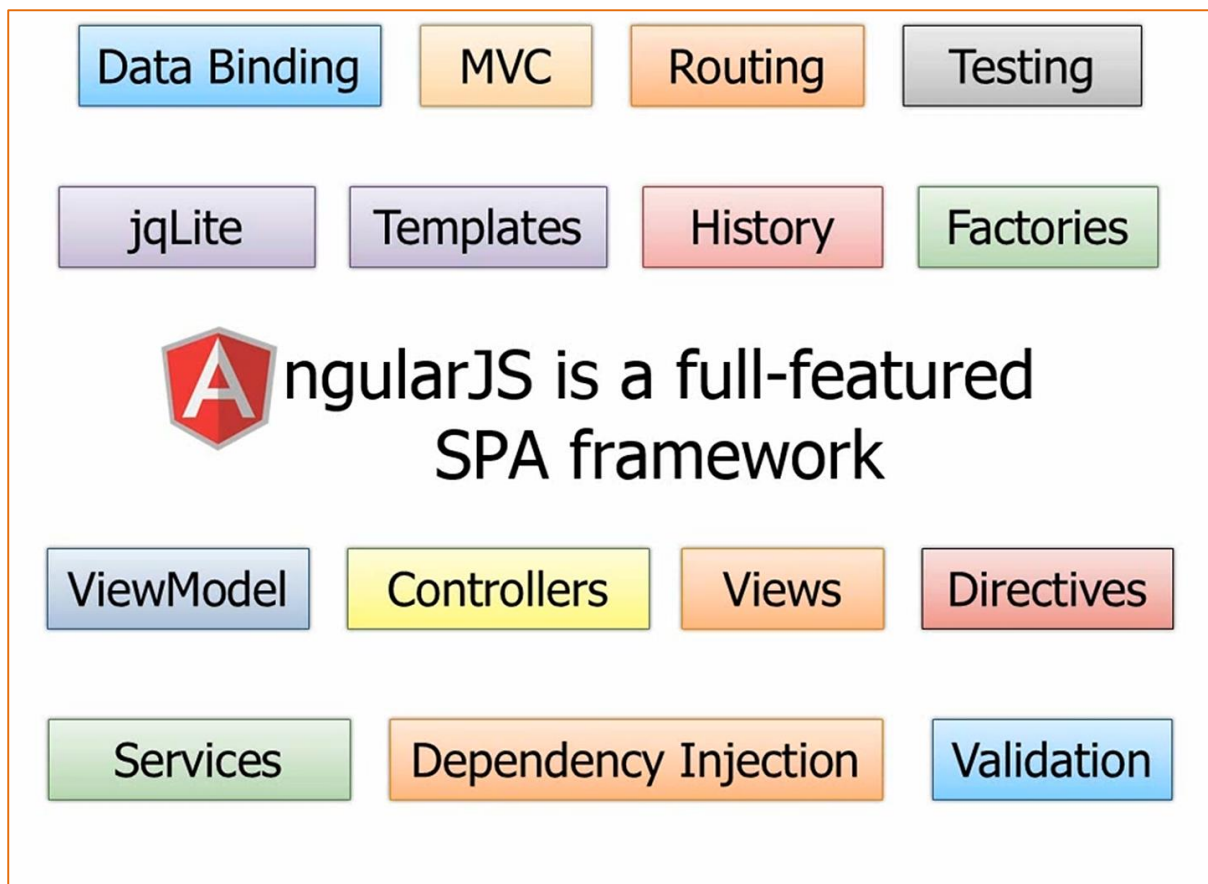 Data Binding MVC Routing Testing
jqLite Templates History Factories
AngularJS is a full-featured
SPA framework
ViewModel Controllers Views Directives
Services Dependency Injection Validation